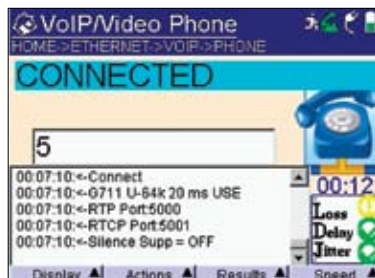 VoIP/Video Phone
HOME->ETHERNET->VOIP->PHONE
CONNECTED
5
00:07:10:<-Connect
00:07:10:<-G711 U-64k 20 ms USE
00:07:10:<-RTP Port:5000
00:07:10:<-RTCP Port:5001
00:07:10:<-Silence Supp = OFF
00:12
Loss
Delay
Jitter
Display Actions Results Speed